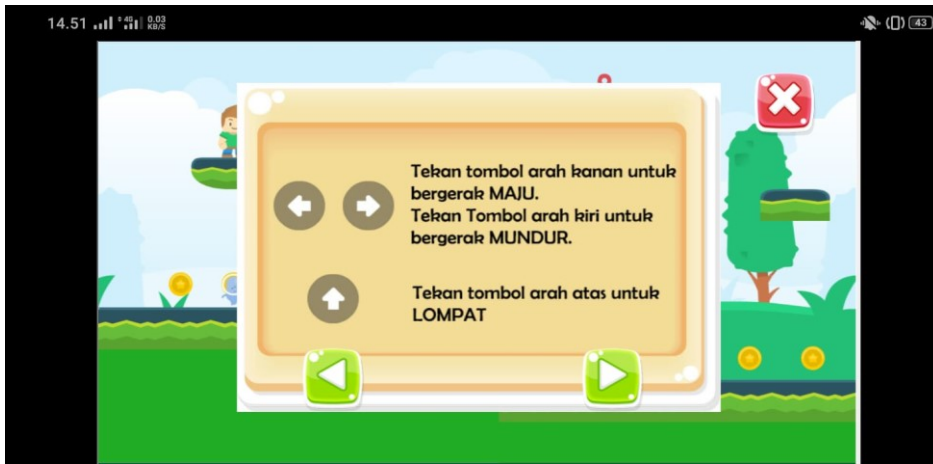 14.51 4G 0.03 KB/S 43
Tekan tombol arah kanan untuk
bergerak MAJU.
Tekan Tombol arah kiri untuk
bergerak MUNDUR.
Tekan tombol arah atas untuk
LOMPAT